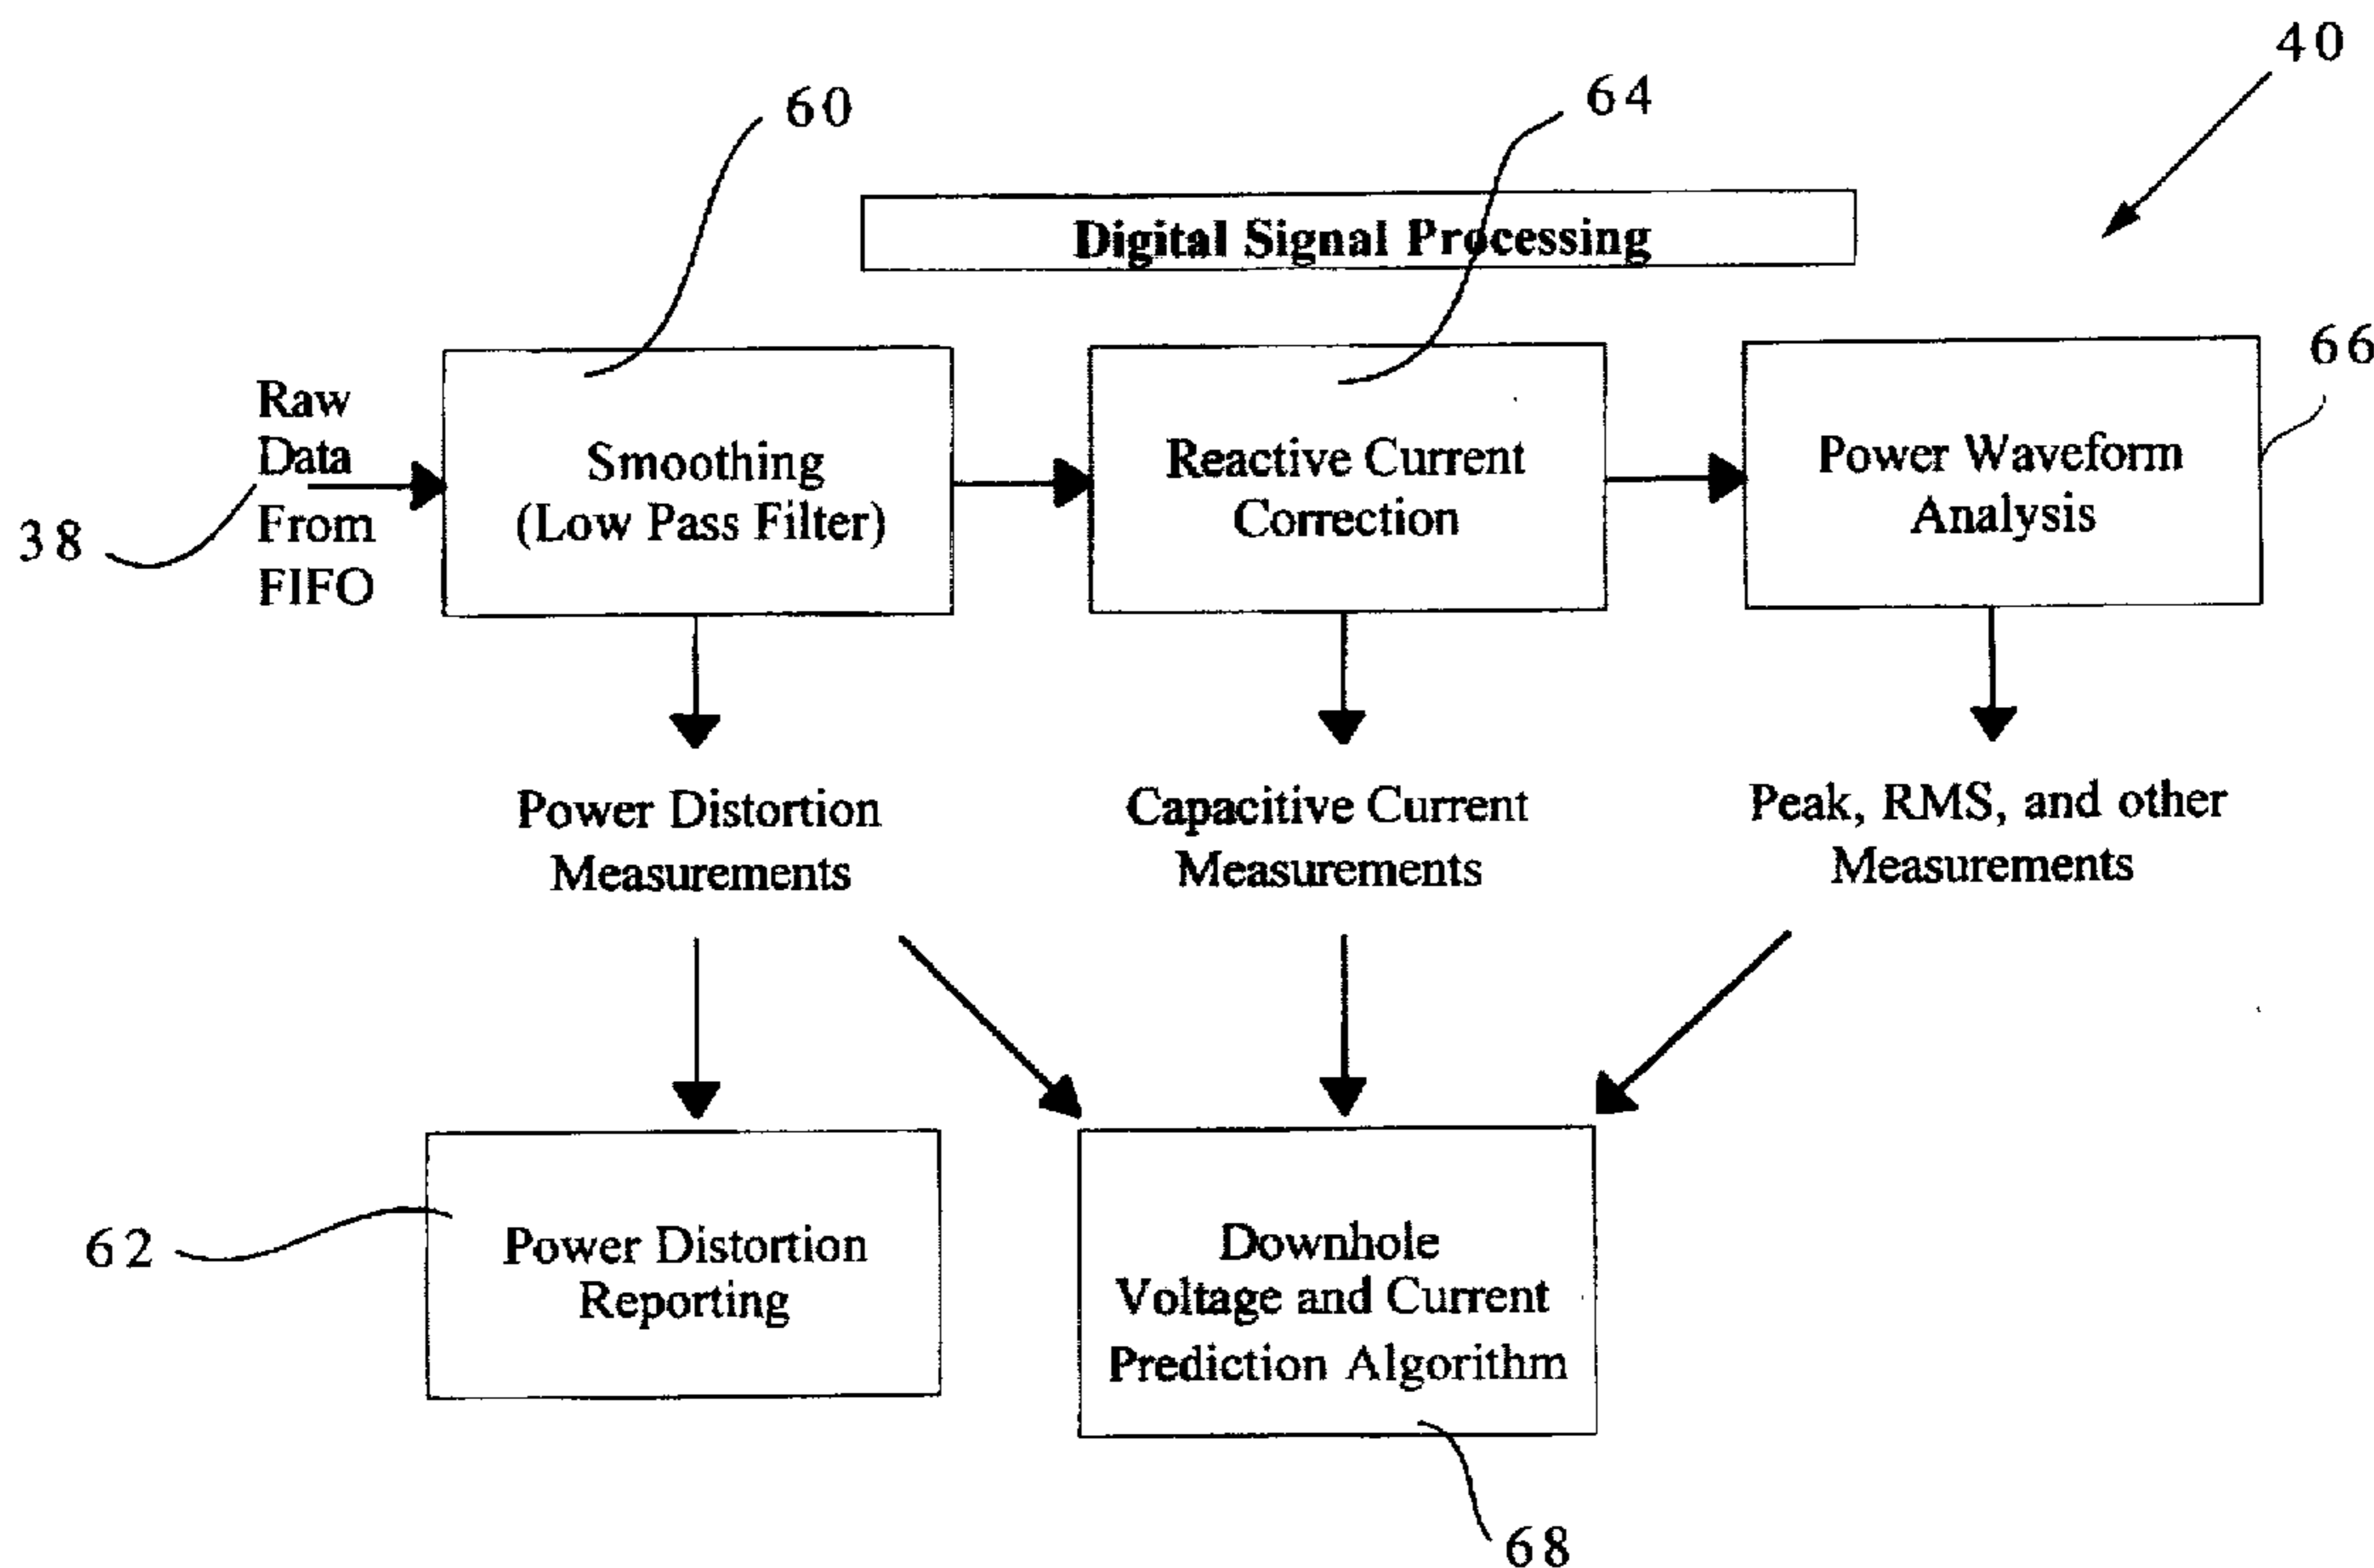 40
60
64
Digital Signal Processing
66
Raw
Data
From
FIFO
38
Smoothing
(Low Pass Filter)
Reactive Current
Correction
Power Waveform
Analysis
Power Distortion
Measurements
Capacitive Current
Measurements
Peak, RMS, and other
Measurements
62
Power Distortion
Reporting
Downhole
Voltage and Current
Prediction Algorithm
68